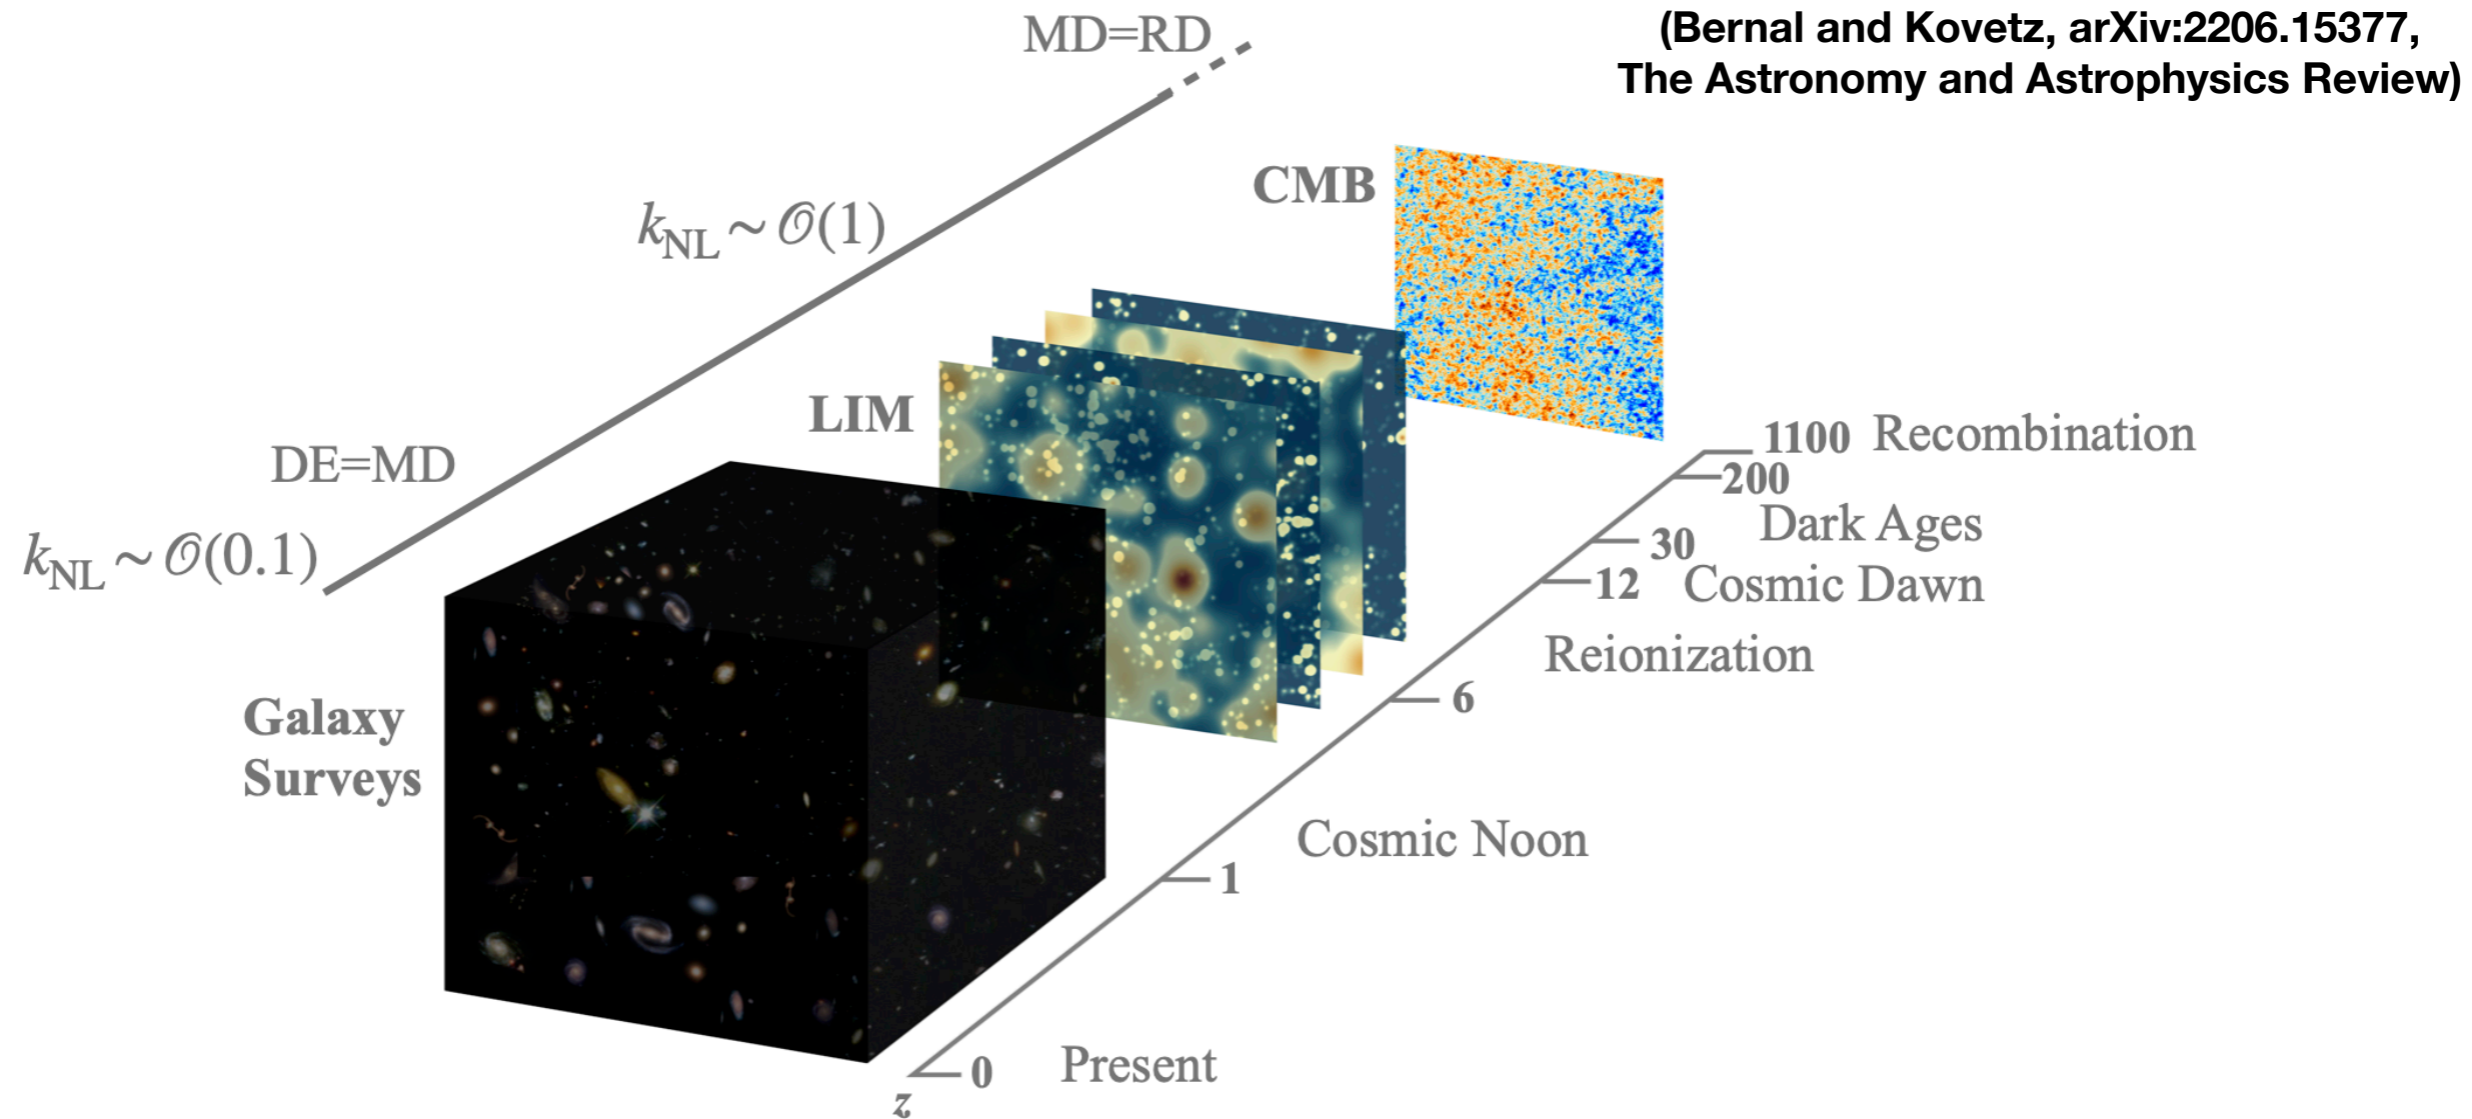 (Bernal and Kovetz, arXiv:2206.15377,
The Astronomy and Astrophysics Review)
MD=RD
CMB
k_NL ~ 𝒪(1)
LIM
DE=MD
k_NL ~ 𝒪(0.1)
1100 Recombination
200
Dark Ages
30
12 Cosmic Dawn
Reionization
6
Galaxy
Surveys
Cosmic Noon
1
0 Present
z